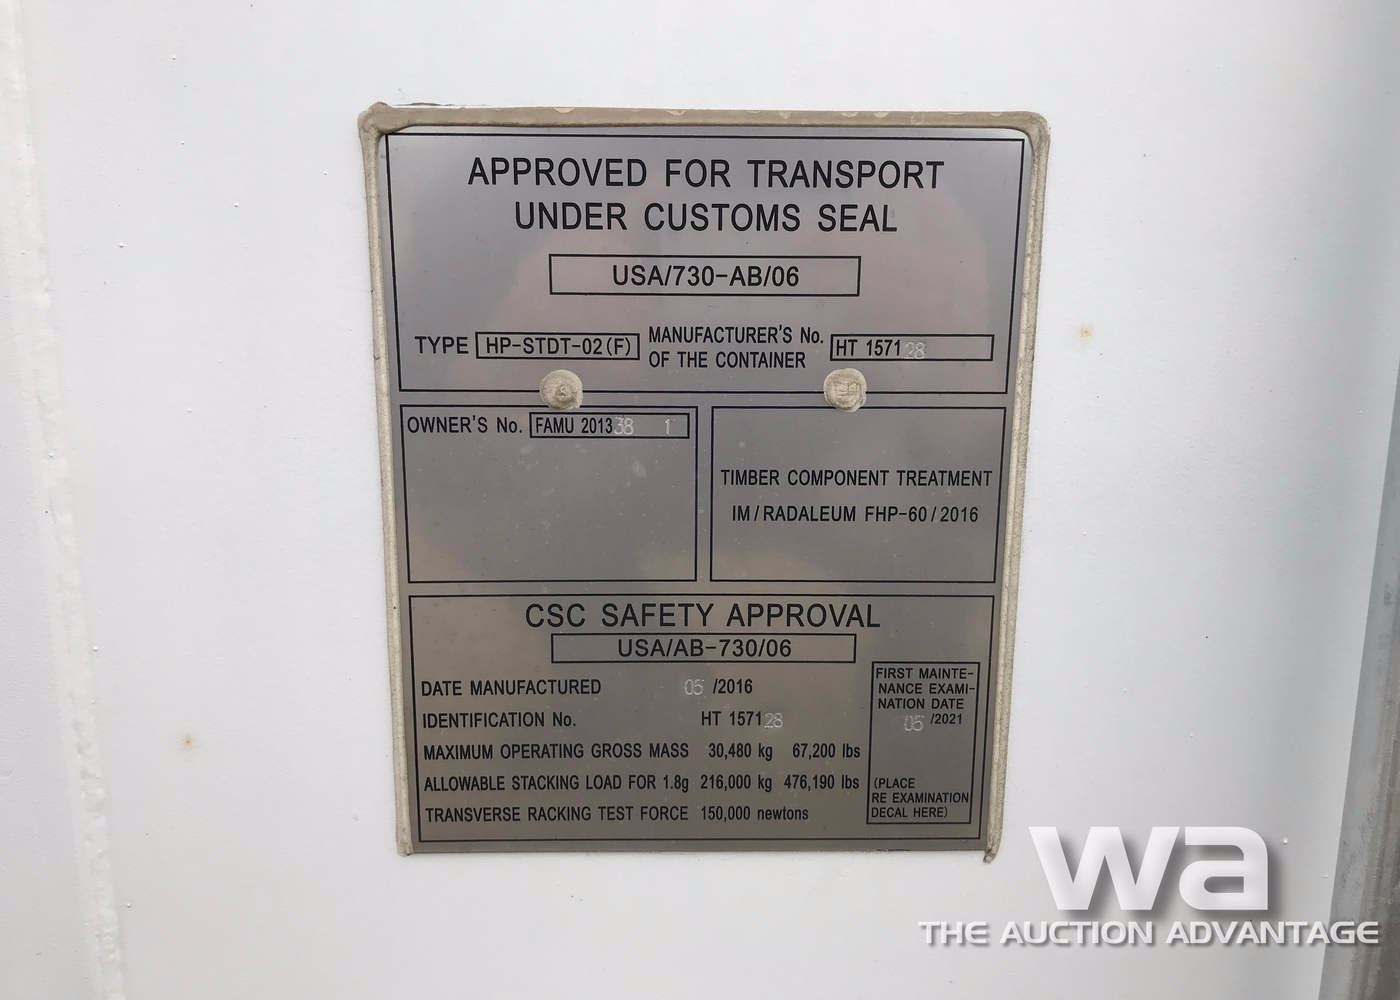 APPROVED FOR TRANSPORT
UNDER CUSTOMS SEAL
USA/730-AB/06
TYPE HP-STDT-02(F) MANUFACTURER'S No. OF THE CONTAINER HT 157128
OWNER'S No. FAMU 201338 1
TIMBER COMPONENT TREATMENT
IM/RADALEUM FHP-60/2016
CSC SAFETY APPROVAL
USA/AB-730/06
DATE MANUFACTURED 05 /2016
IDENTIFICATION No. HT 157128
MAXIMUM OPERATING GROSS MASS 30,480 kg 67,200 lbs
ALLOWABLE STACKING LOAD FOR 1.8g 216,000 kg 476,190 lbs
TRANSVERSE RACKING TEST FORCE 150,000 newtons
FIRST MAINTE-
NANCE EXAMI-
NATION DATE
05 /2021
(PLACE
RE EXAMINATION
DECAL HERE)
wa
THE AUCTION ADVANTAGE